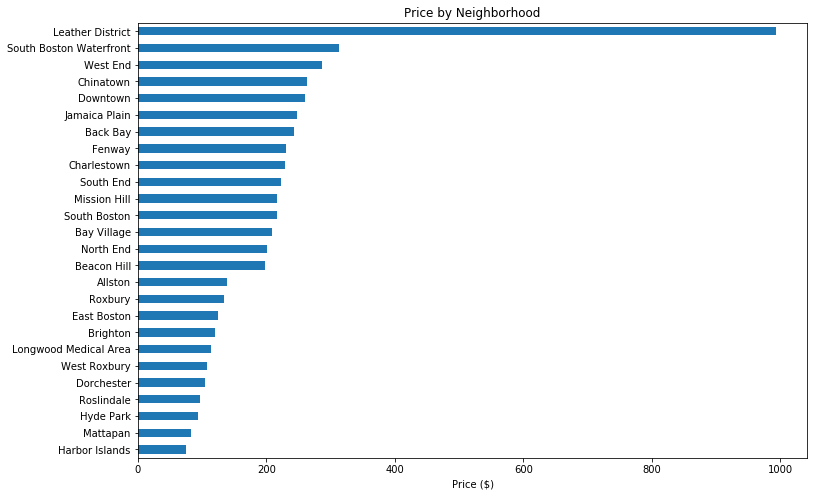 Price by Neighborhood
Leather District
South Boston Waterfront
West End
Chinatown
Downtown
Jamaica Plain
Back Bay
Fenway
Charlestown
South End
Mission Hill
South Boston
Bay Village
North End
Beacon Hill
Allston
Roxbury
East Boston
Brighton
Longwood Medical Area
West Roxbury
Dorchester
Roslindale
Hyde Park
Mattapan
Harbor Islands
0 200 400 600 800 1000
Price ($)